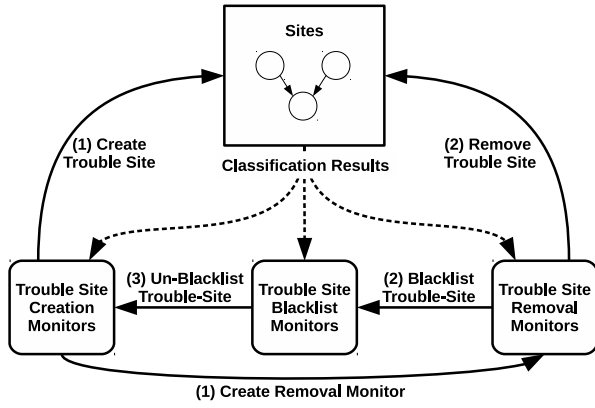 Sites
(1) Create
Trouble Site
(2) Remove
Trouble Site
Classification Results
Trouble Site
Creation
Monitors
(3) Un-Blacklist
Trouble-Site
Trouble Site
Blacklist
Monitors
(2) Blacklist
Trouble-Site
Trouble Site
Removal
Monitors
(1) Create Removal Monitor